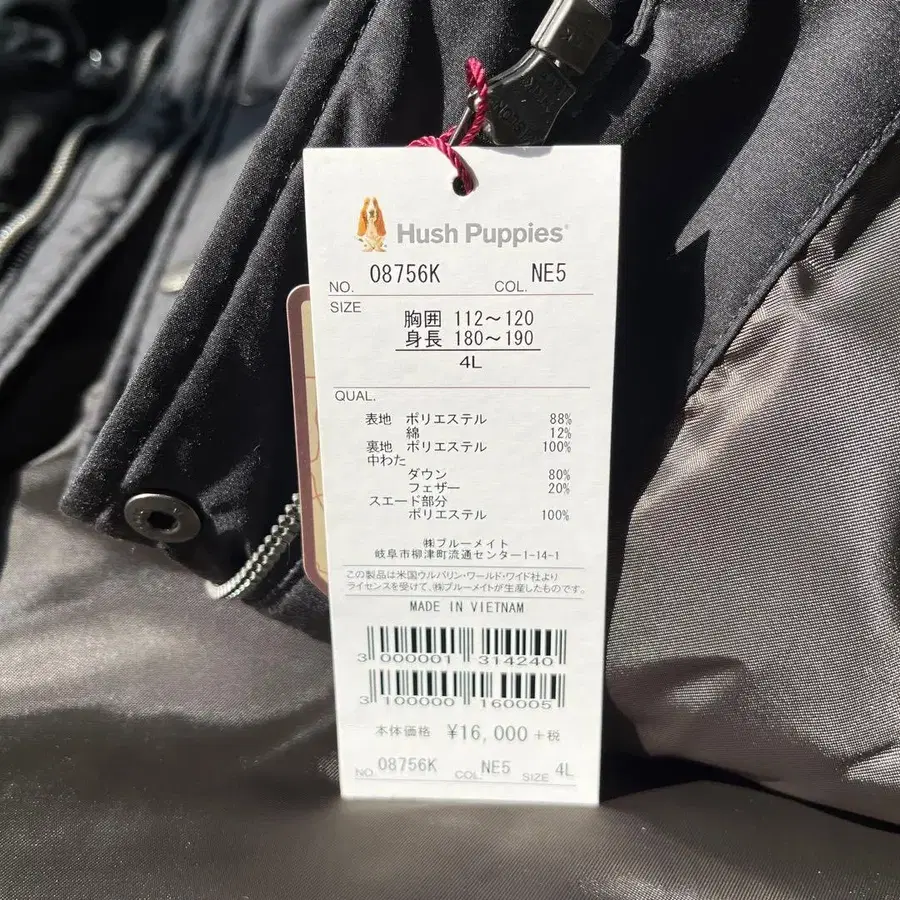 Hush Puppies
NO. 08756K COL. NE5
SIZE
胸囲 112～120
身長 180～190
4L
QUAL.
表地 ポリエステル 88%
綿 12%
裏地 ポリエステル 100%
中わた
ダウン 80%
フェザー 20%
スエード部分
ポリエステル 100%
㈱ブルーメイト
岐阜市柳津町流通センター1-14-1
この製品は米国ウルバリン・ワールド・ワイド社より
ライセンスを受けて、㈱ブルーメイトが生産したものです。
MADE IN VIETNAM
3 000001 314240
3 100000 160005
本体価格 ¥16,000 +税
NO. 08756K COL. NE5 SIZE 4L